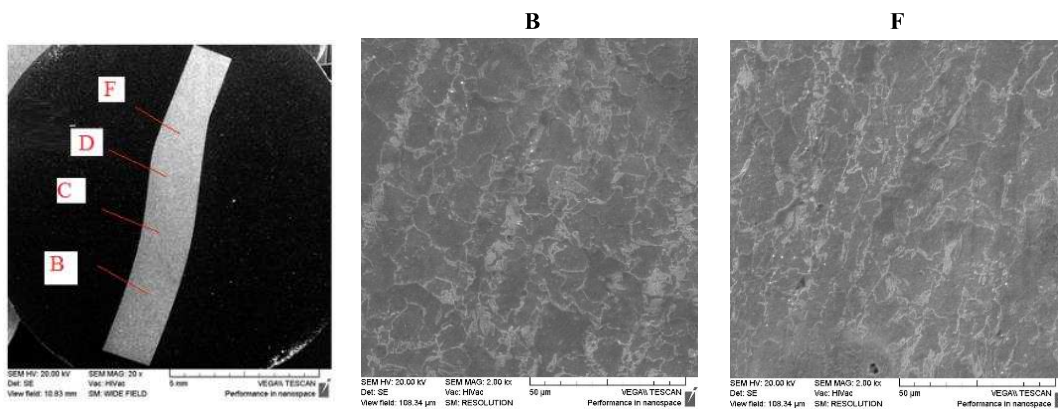 B
F
F
D
C
B
SEM HV: 20.00 kV SEM MAG: 20 x
Det: SE Vac: HiVac 5 mm VEGA\\ TESCAN
View field: 10.83 mm SM: WIDE FIELD Performance in nanospace
SEM HV: 20.00 kV SEM MAG: 2.00 kx
Det: SE Vac: HiVac 50 µm VEGA\\ TESCAN
View field: 108.34 µm SM: RESOLUTION Performance in nanospace
SEM HV: 20.00 kV SEM MAG: 2.00 kx
Det: SE Vac: HiVac 50 µm VEGA\\ TESCAN
View field: 108.34 µm SM: RESOLUTION Performance in nanospace